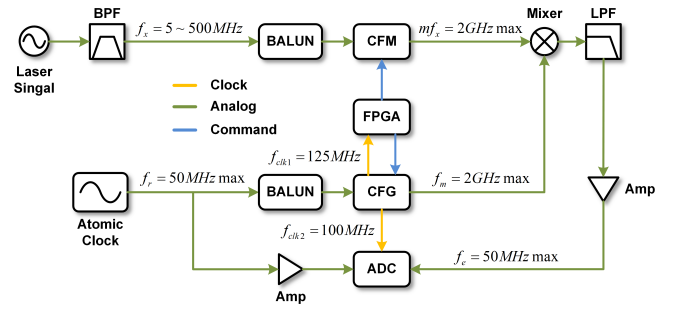 BPF
Mixer
LPF
f_x = 5 ~ 500MHz
BALUN
CFM
mf_x = 2GHz max
Laser
Singal
Clock
Analog
Command
FPGA
f_clk1 = 125MHz
f_r = 50MHz max
BALUN
CFG
f_m = 2GHz max
Amp
Atomic
Clock
f_clk2 = 100MHz
ADC
f_e = 50MHz max
Amp